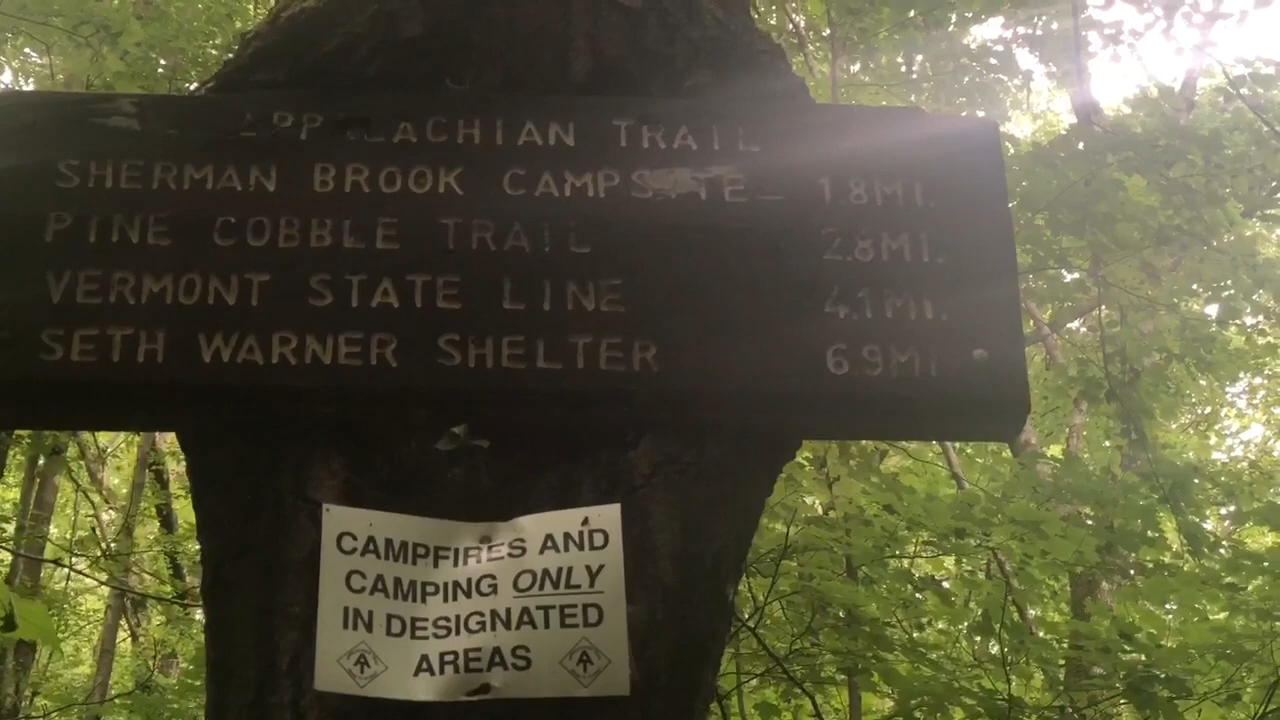 APPALACHIAN TRAIL
SHERMAN BROOK CAMPSITE 1.8MI.
PINE COBBLE TRAIL 2.8MI.
VERMONT STATE LINE 4.1MI.
SETH WARNER SHELTER 6.9MI
CAMPFIRES AND
CAMPING ONLY
IN DESIGNATED
AREAS